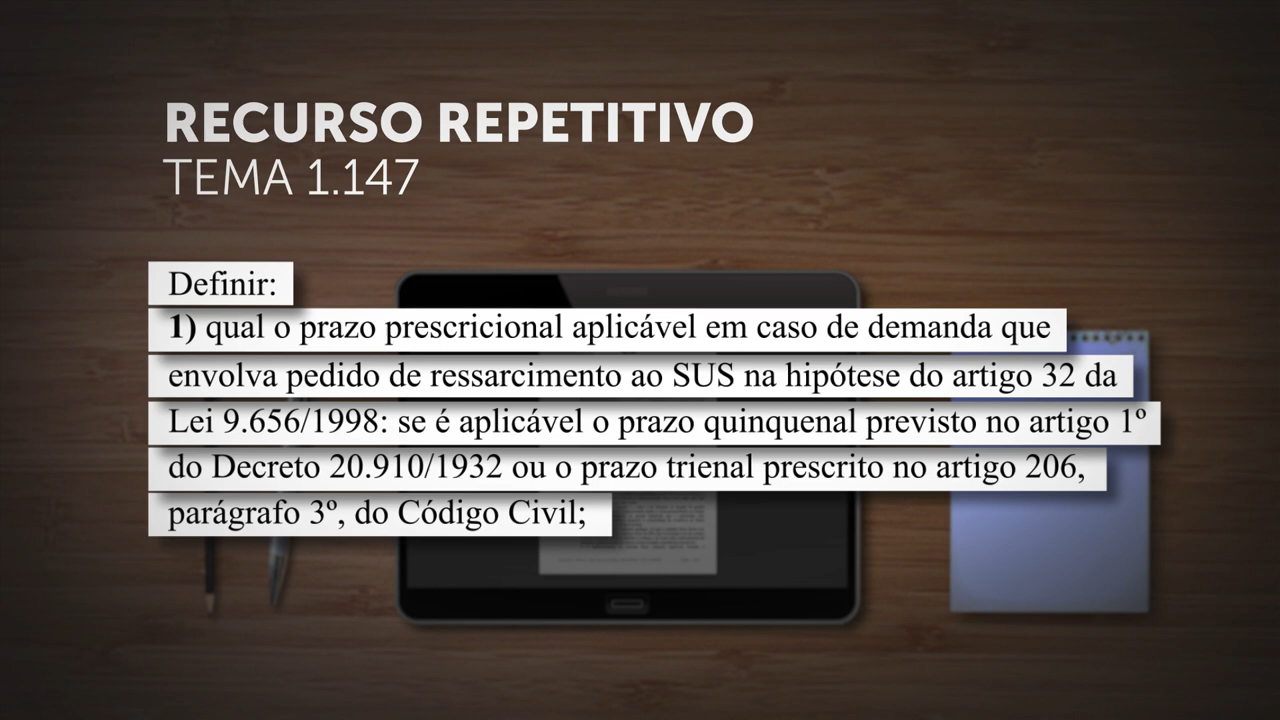 RECURSO REPETITIVO
TEMA 1.147
Definir:
1) qual o prazo prescricional aplicável em caso de demanda que
envolva pedido de ressarcimento ao SUS na hipótese do artigo 32 da
Lei 9.656/1998: se é aplicável o prazo quinquenal previsto no artigo 1º
do Decreto 20.910/1932 ou o prazo trienal prescrito no artigo 206,
parágrafo 3º, do Código Civil;